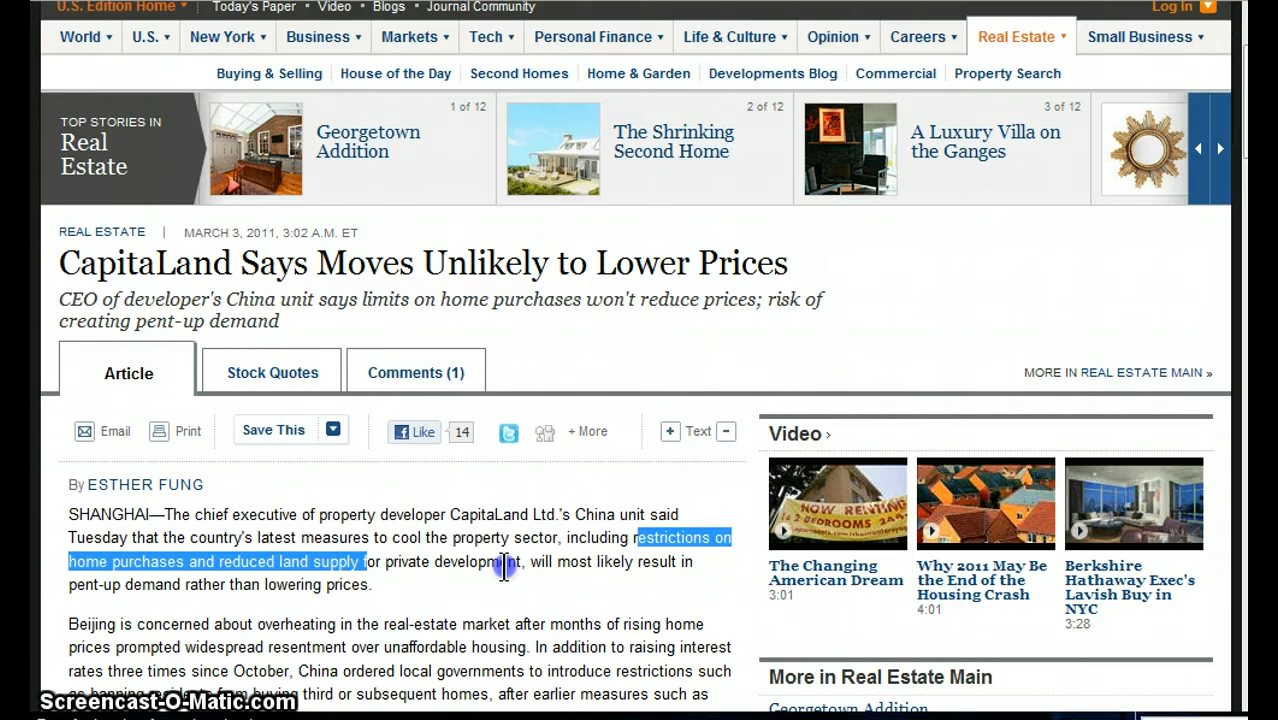 U.S. Edition Home Today's Paper • Video • Blogs • Journal Community Log In
World U.S. New York Business Markets Tech Personal Finance Life & Culture Opinion Careers Real Estate Small Business
Buying & Selling House of the Day Second Homes Home & Garden Developments Blog Commercial Property Search
TOP STORIES IN
Real
Estate
1 of 12
Georgetown
Addition
2 of 12
The Shrinking
Second Home
3 of 12
A Luxury Villa on
the Ganges
REAL ESTATE | MARCH 3, 2011, 3:02 A.M. ET
CapitaLand Says Moves Unlikely to Lower Prices
CEO of developer's China unit says limits on home purchases won't reduce prices; risk of
creating pent-up demand
Article Stock Quotes Comments (1)
MORE IN REAL ESTATE MAIN »
Email Print Save This Like 14 + More + Text -
By ESTHER FUNG
SHANGHAI—The chief executive of property developer CapitaLand Ltd.'s China unit said
Tuesday that the country's latest measures to cool the property sector, including restrictions on
home purchases and reduced land supply for private development, will most likely result in
pent-up demand rather than lowering prices.
Beijing is concerned about overheating in the real-estate market after months of rising home
prices prompted widespread resentment over unaffordable housing. In addition to raising interest
rates three times since October, China ordered local governments to introduce restrictions such
as banning residents from buying third or subsequent homes, after earlier measures such as
Video ›
NOW RENTING
1&2 BEDROOMS
The Changing
American Dream
3:01
Why 2011 May Be
the End of the
Housing Crash
4:01
Berkshire
Hathaway Exec's
Lavish Buy in
NYC
3:28
More in Real Estate Main
Georgetown Addition
Screencast-O-Matic.com